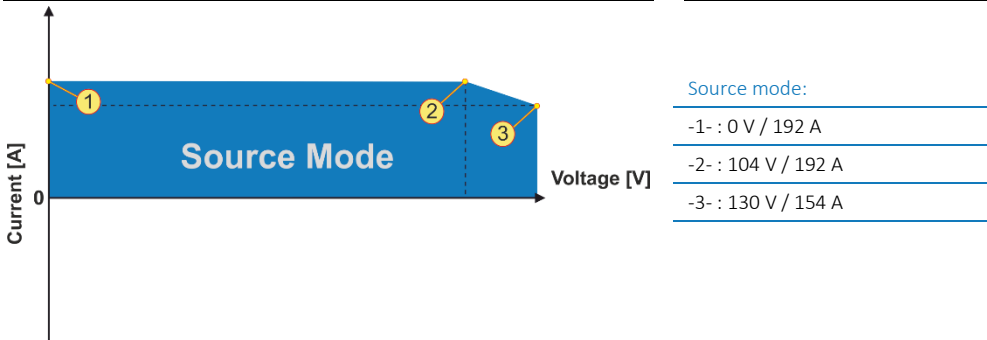 1
2
3
Source Mode
Current [A]
0
Voltage [V]
Source mode:
-1- : 0 V / 192 A
-2- : 104 V / 192 A
-3- : 130 V / 154 A